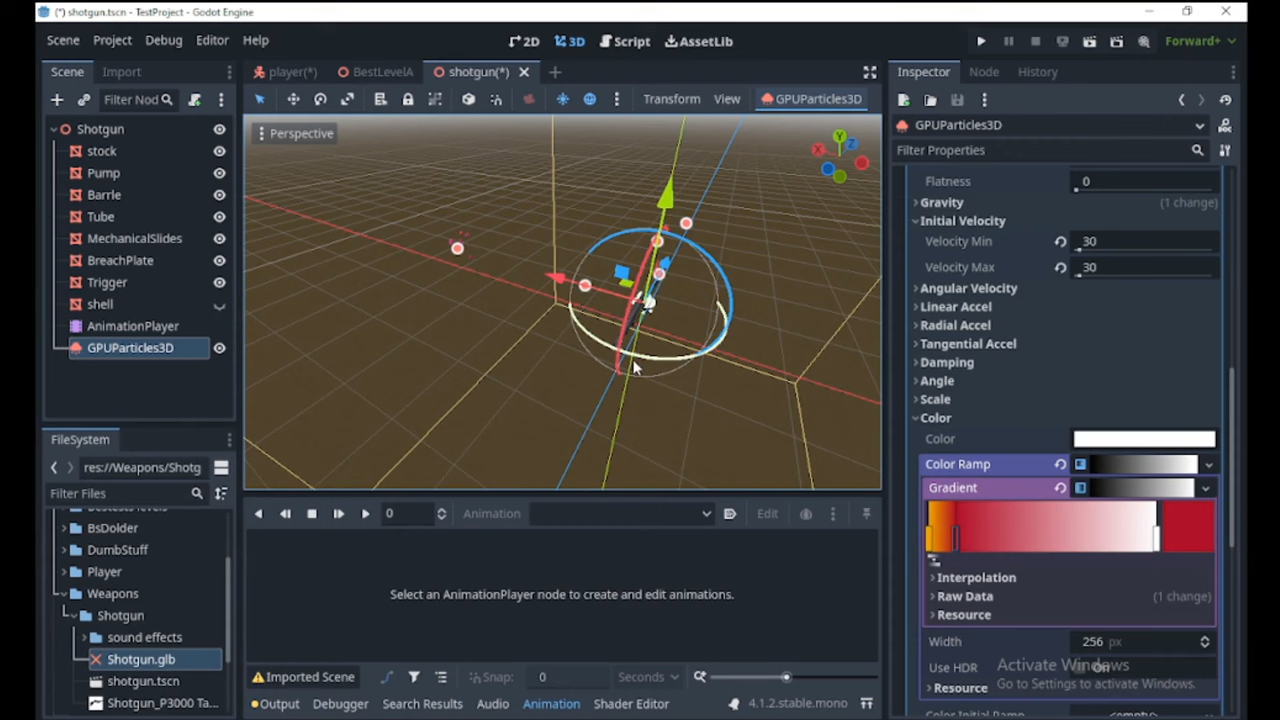 (*) shotgun.tscn - TestProject - Godot Engine
Scene Project Debug Editor Help
2D 3D Script AssetLib
Forward+
Scene Import
player(*) BestLevelA shotgun(*)
Inspector Node History
Filter Nod
Transform View GPUParticles3D
Perspective
X Y Z
Shotgun
stock
Pump
Barrle
Tube
MechanicalSlides
BreachPlate
Trigger
shell
AnimationPlayer
GPUParticles3D
FileSystem
res://Weapons/Shotg
Filter Files
BsDolder
DumbStuff
Player
Weapons
Shotgun
sound effects
Shotgun.glb
shotgun.tscn
Shotgun_P3000 Ta...
0 Animation Edit
Select an AnimationPlayer node to create and edit animations.
Imported Scene Snap: 0 Seconds
Output Debugger Search Results Audio Animation Shader Editor 4.1.2.stable.mono
GPUParticles3D
Filter Properties
Flatness 0
Gravity (1 change)
Initial Velocity
Velocity Min 30
Velocity Max 30
Angular Velocity
Linear Accel
Radial Accel
Tangential Accel
Damping
Angle
Scale
Color
Color
Color Ramp
Gradient
Interpolation
Raw Data (1 change)
Resource
Width 256 px
Use HDR On
Resource
Activate Windows
Go to Settings to activate Windows.
Color Initial Ramp <empty>